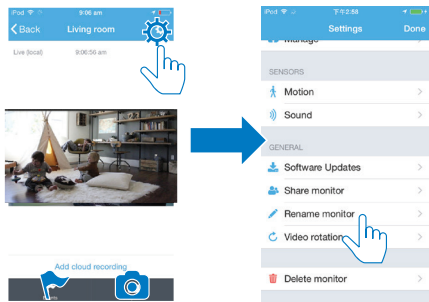 iPod
9:06 am
Back
Living room
Live (local)
9:06:56 am
Add cloud recording
iPod
下午2:58
Settings
Done
Manage
SENSORS
Motion
Sound
GENERAL
Software Updates
Share monitor
Rename monitor
Video rotation
Delete monitor